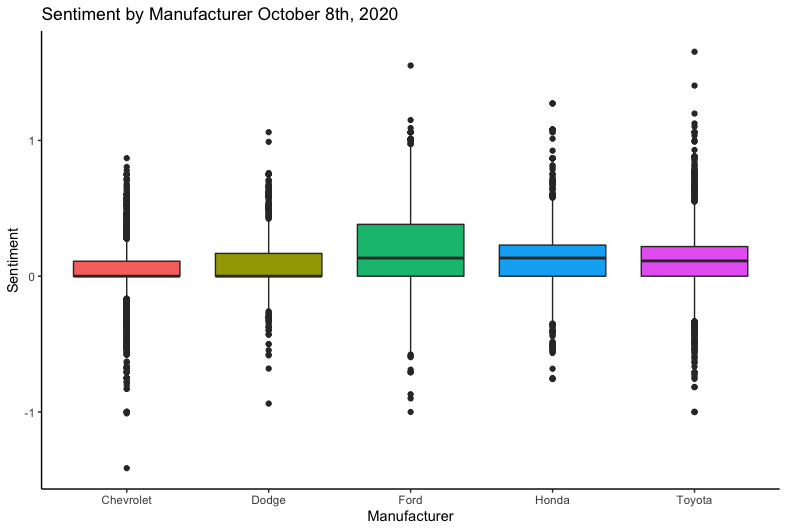 Sentiment by Manufacturer October 8th, 2020
Sentiment
1
0
-1
Chevrolet Dodge Ford Honda Toyota
Manufacturer